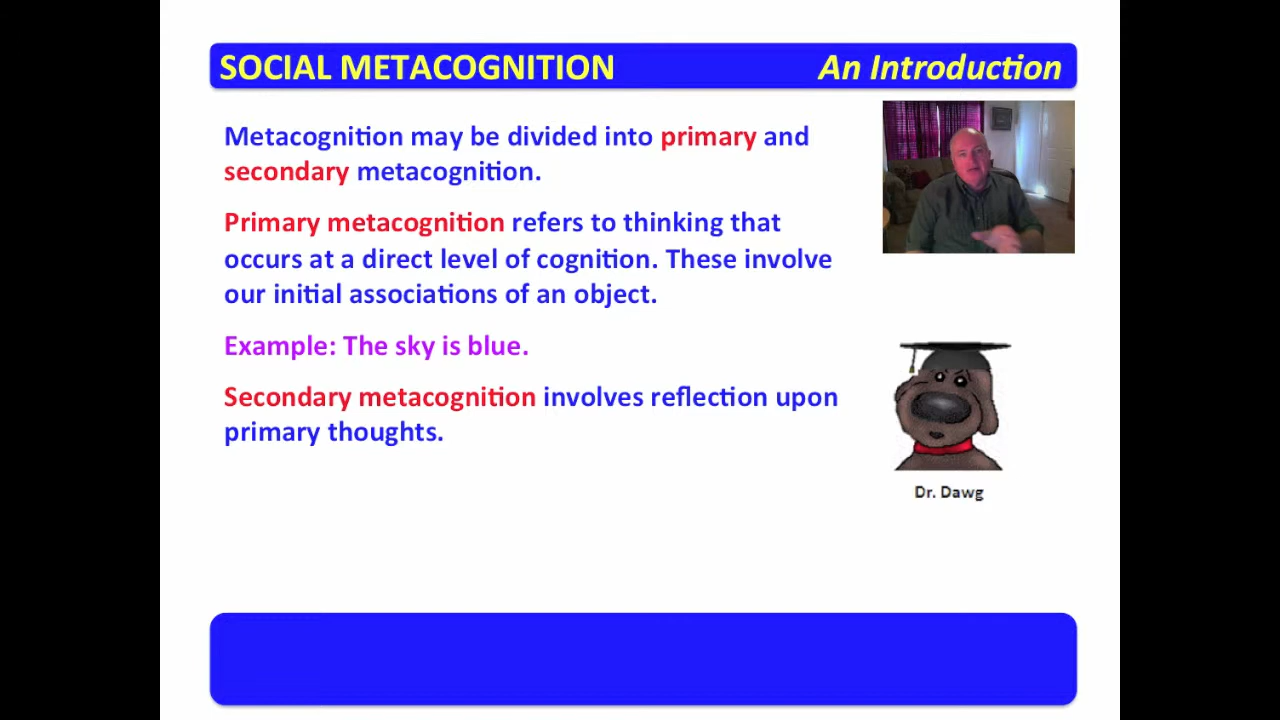 SOCIAL METACOGNITION An Introduction
Metacognition may be divided into primary and
secondary metacognition.
Primary metacognition refers to thinking that
occurs at a direct level of cognition. These involve
our initial associations of an object.
Example: The sky is blue.
Secondary metacognition involves reflection upon
primary thoughts.
Dr. Dawg